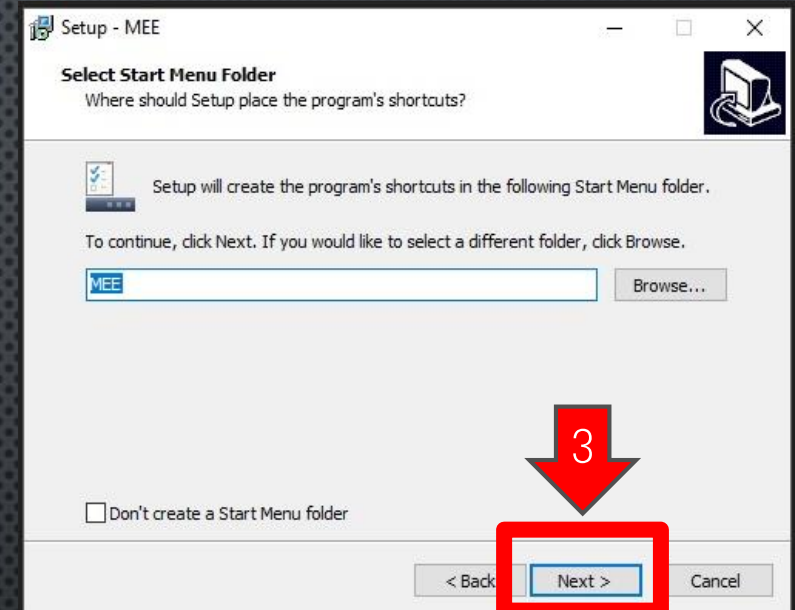 Setup - MEE
Select Start Menu Folder
Where should Setup place the program's shortcuts?
Setup will create the program's shortcuts in the following Start Menu folder.
To continue, click Next. If you would like to select a different folder, click Browse.
MEE
Browse...
3
Don't create a Start Menu folder
< Back
Next >
Cancel